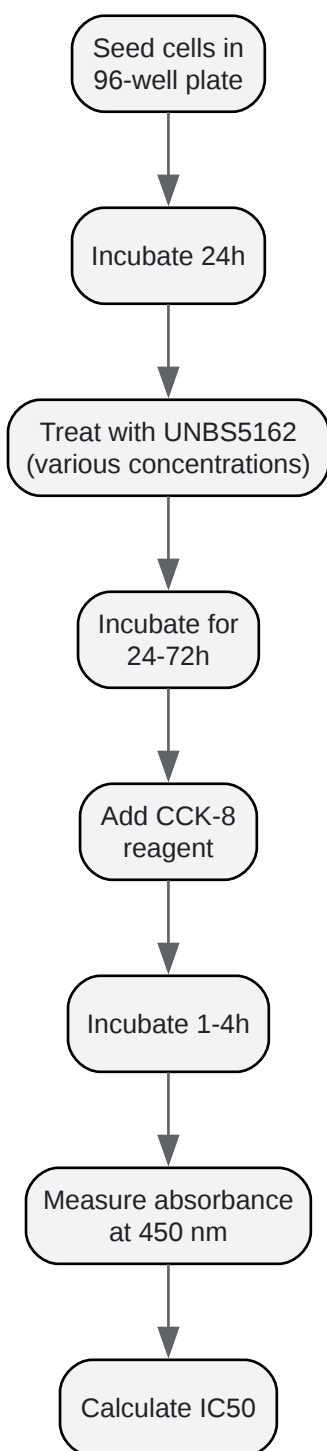 Seed cells in
96-well plate
Incubate 24h
Treat with UNBS5162
(various concentrations)
Incubate for
24-72h
Add CCK-8
reagent
Incubate 1-4h
Measure absorbance
at 450 nm
Calculate IC50